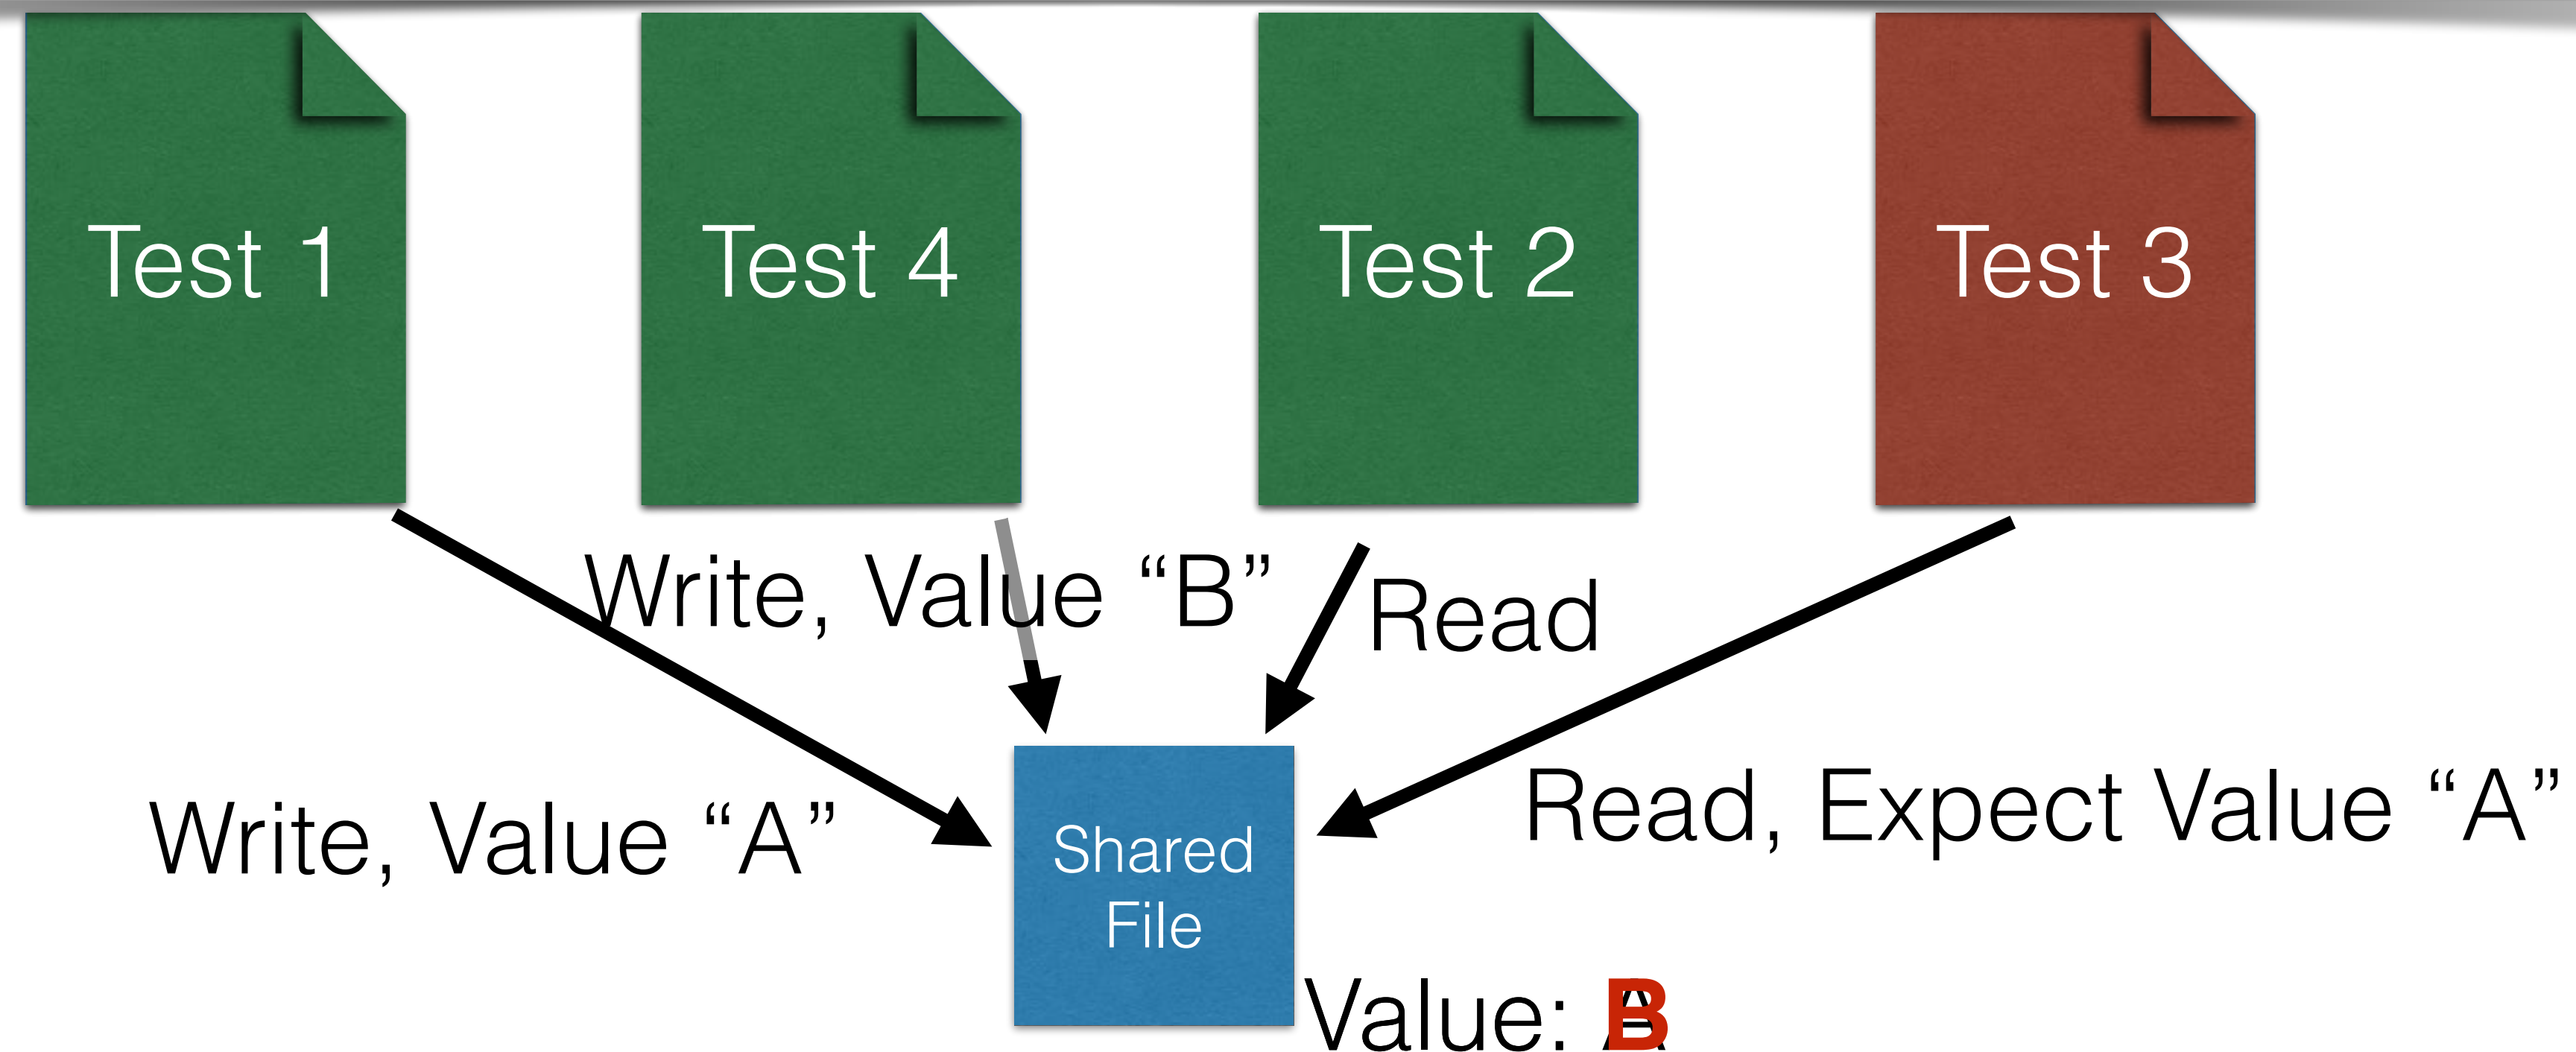 Test 1
Test 4
Test 2
Test 3
Write, Value “B”
Read
Write, Value “A”
Read, Expect Value “A”
Shared
File
Value: B